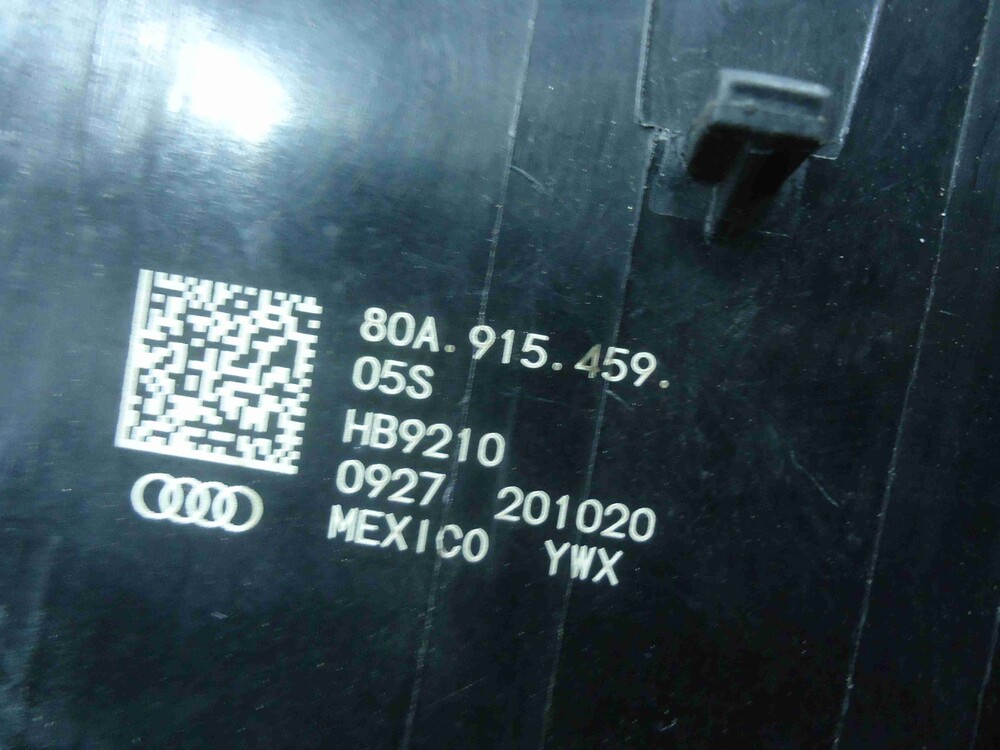 80A.915.459.
05S
HB9210
0927 201020
MEXICO YWX